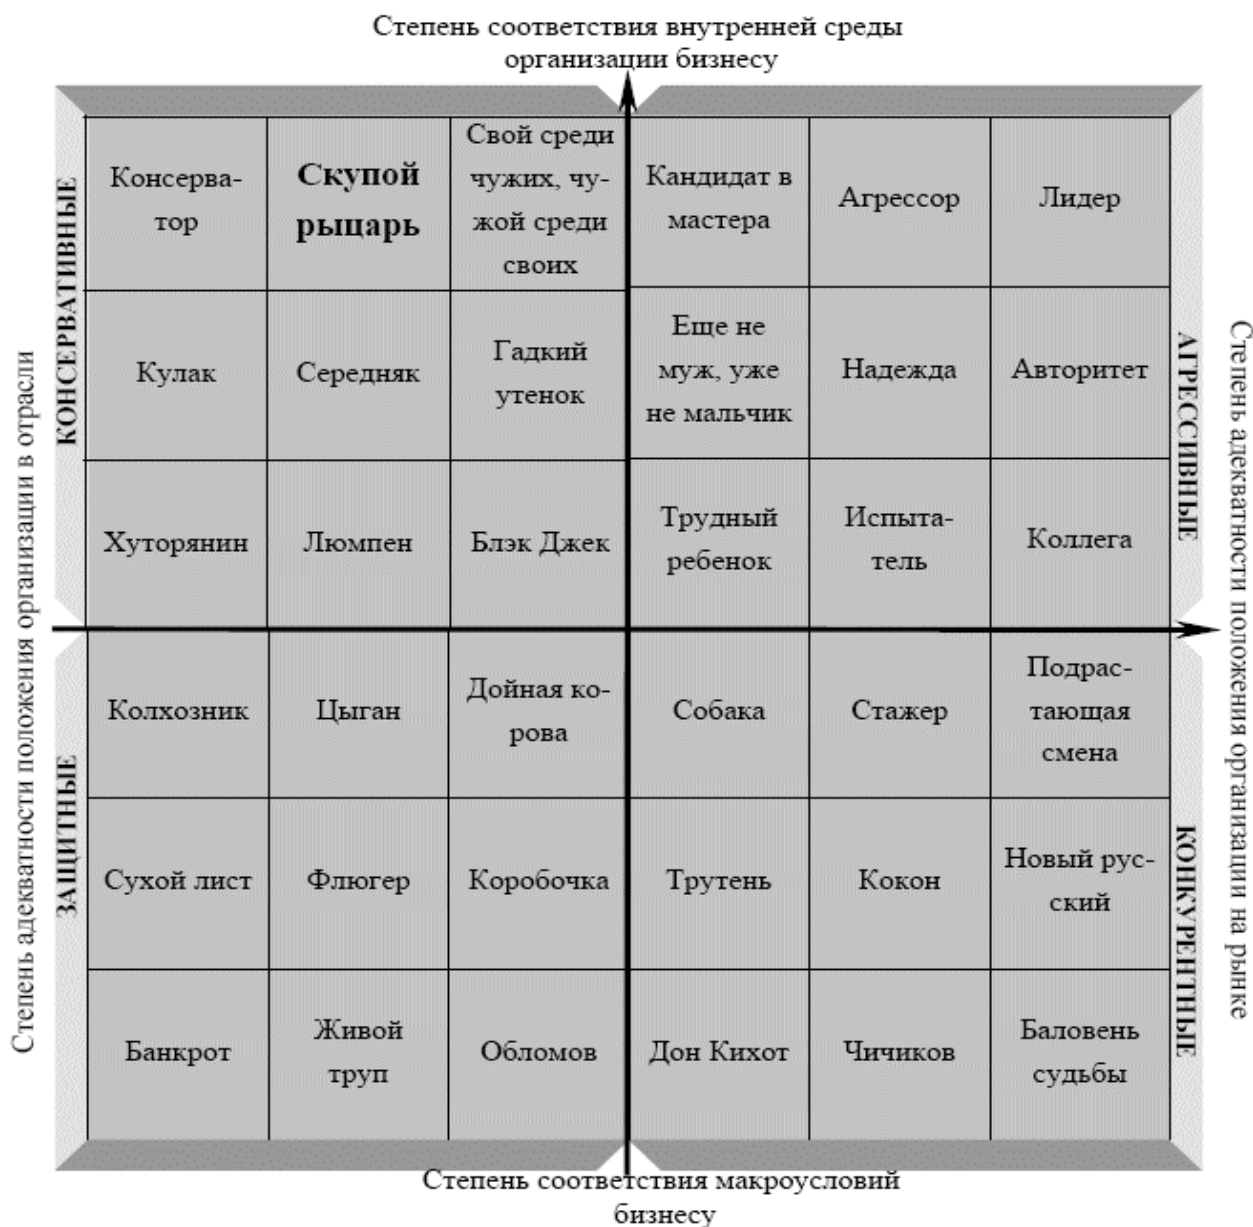 Степень соответствия внутренней среды
организации бизнесу
КОНСЕРВАТИВНЫЕ
Консерва-
тор
Скупой
рыцарь
Свой среди
чужих, чу-
жой среди
своих
Кандидат в
мастера
Агрессор
Лидер
Кулак
Середняк
Гадкий
утенок
Еще не
муж, уже
не мальчик
Надежда
Авторитет
АГРЕССИВНЫЕ
Хуторянин
Люмпен
Блэк Джек
Трудный
ребенок
Испыта-
тель
Коллега
Степень адекватности положения организации в отрасли
Степень адекватности положения организации на рынке
ЗАЩИТНЫЕ
Колхозник
Цыган
Дойная ко-
рова
Собака
Стажер
Подрас-
тающая
смена
Сухой лист
Флюгер
Коробочка
Трутень
Кокон
Новый рус-
ский
КОНКУРЕНТНЫЕ
Банкрот
Живой
труп
Обломов
Дон Кихот
Чичиков
Баловень
судьбы
Степень соответствия макроусловий
бизнесу